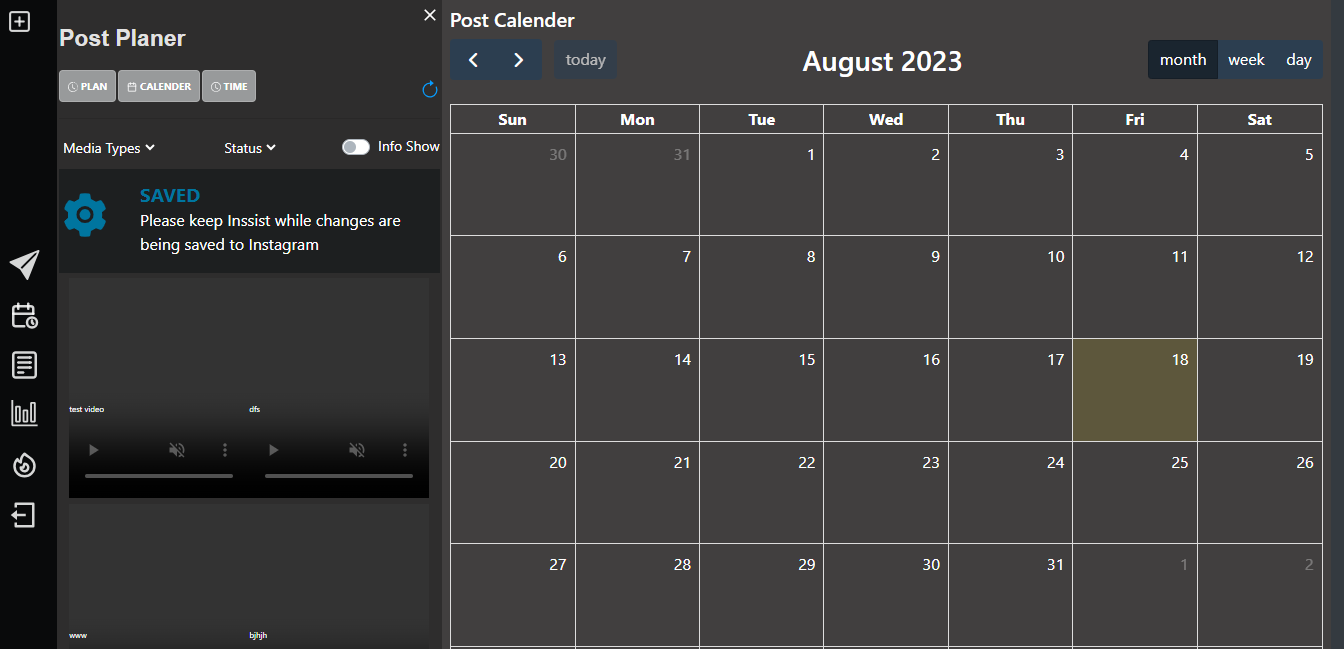 Post Planer
PLAN CALENDER TIME
Media Types Status Info Show
SAVED
Please keep Inssist while changes are
being saved to Instagram
test video dfs
www bjhjh
Post Calender
today August 2023 month week day
Sun Mon Tue Wed Thu Fri Sat
30 31 1 2 3 4 5
6 7 8 9 10 11 12
13 14 15 16 17 18 19
20 21 22 23 24 25 26
27 28 29 30 31 1 2